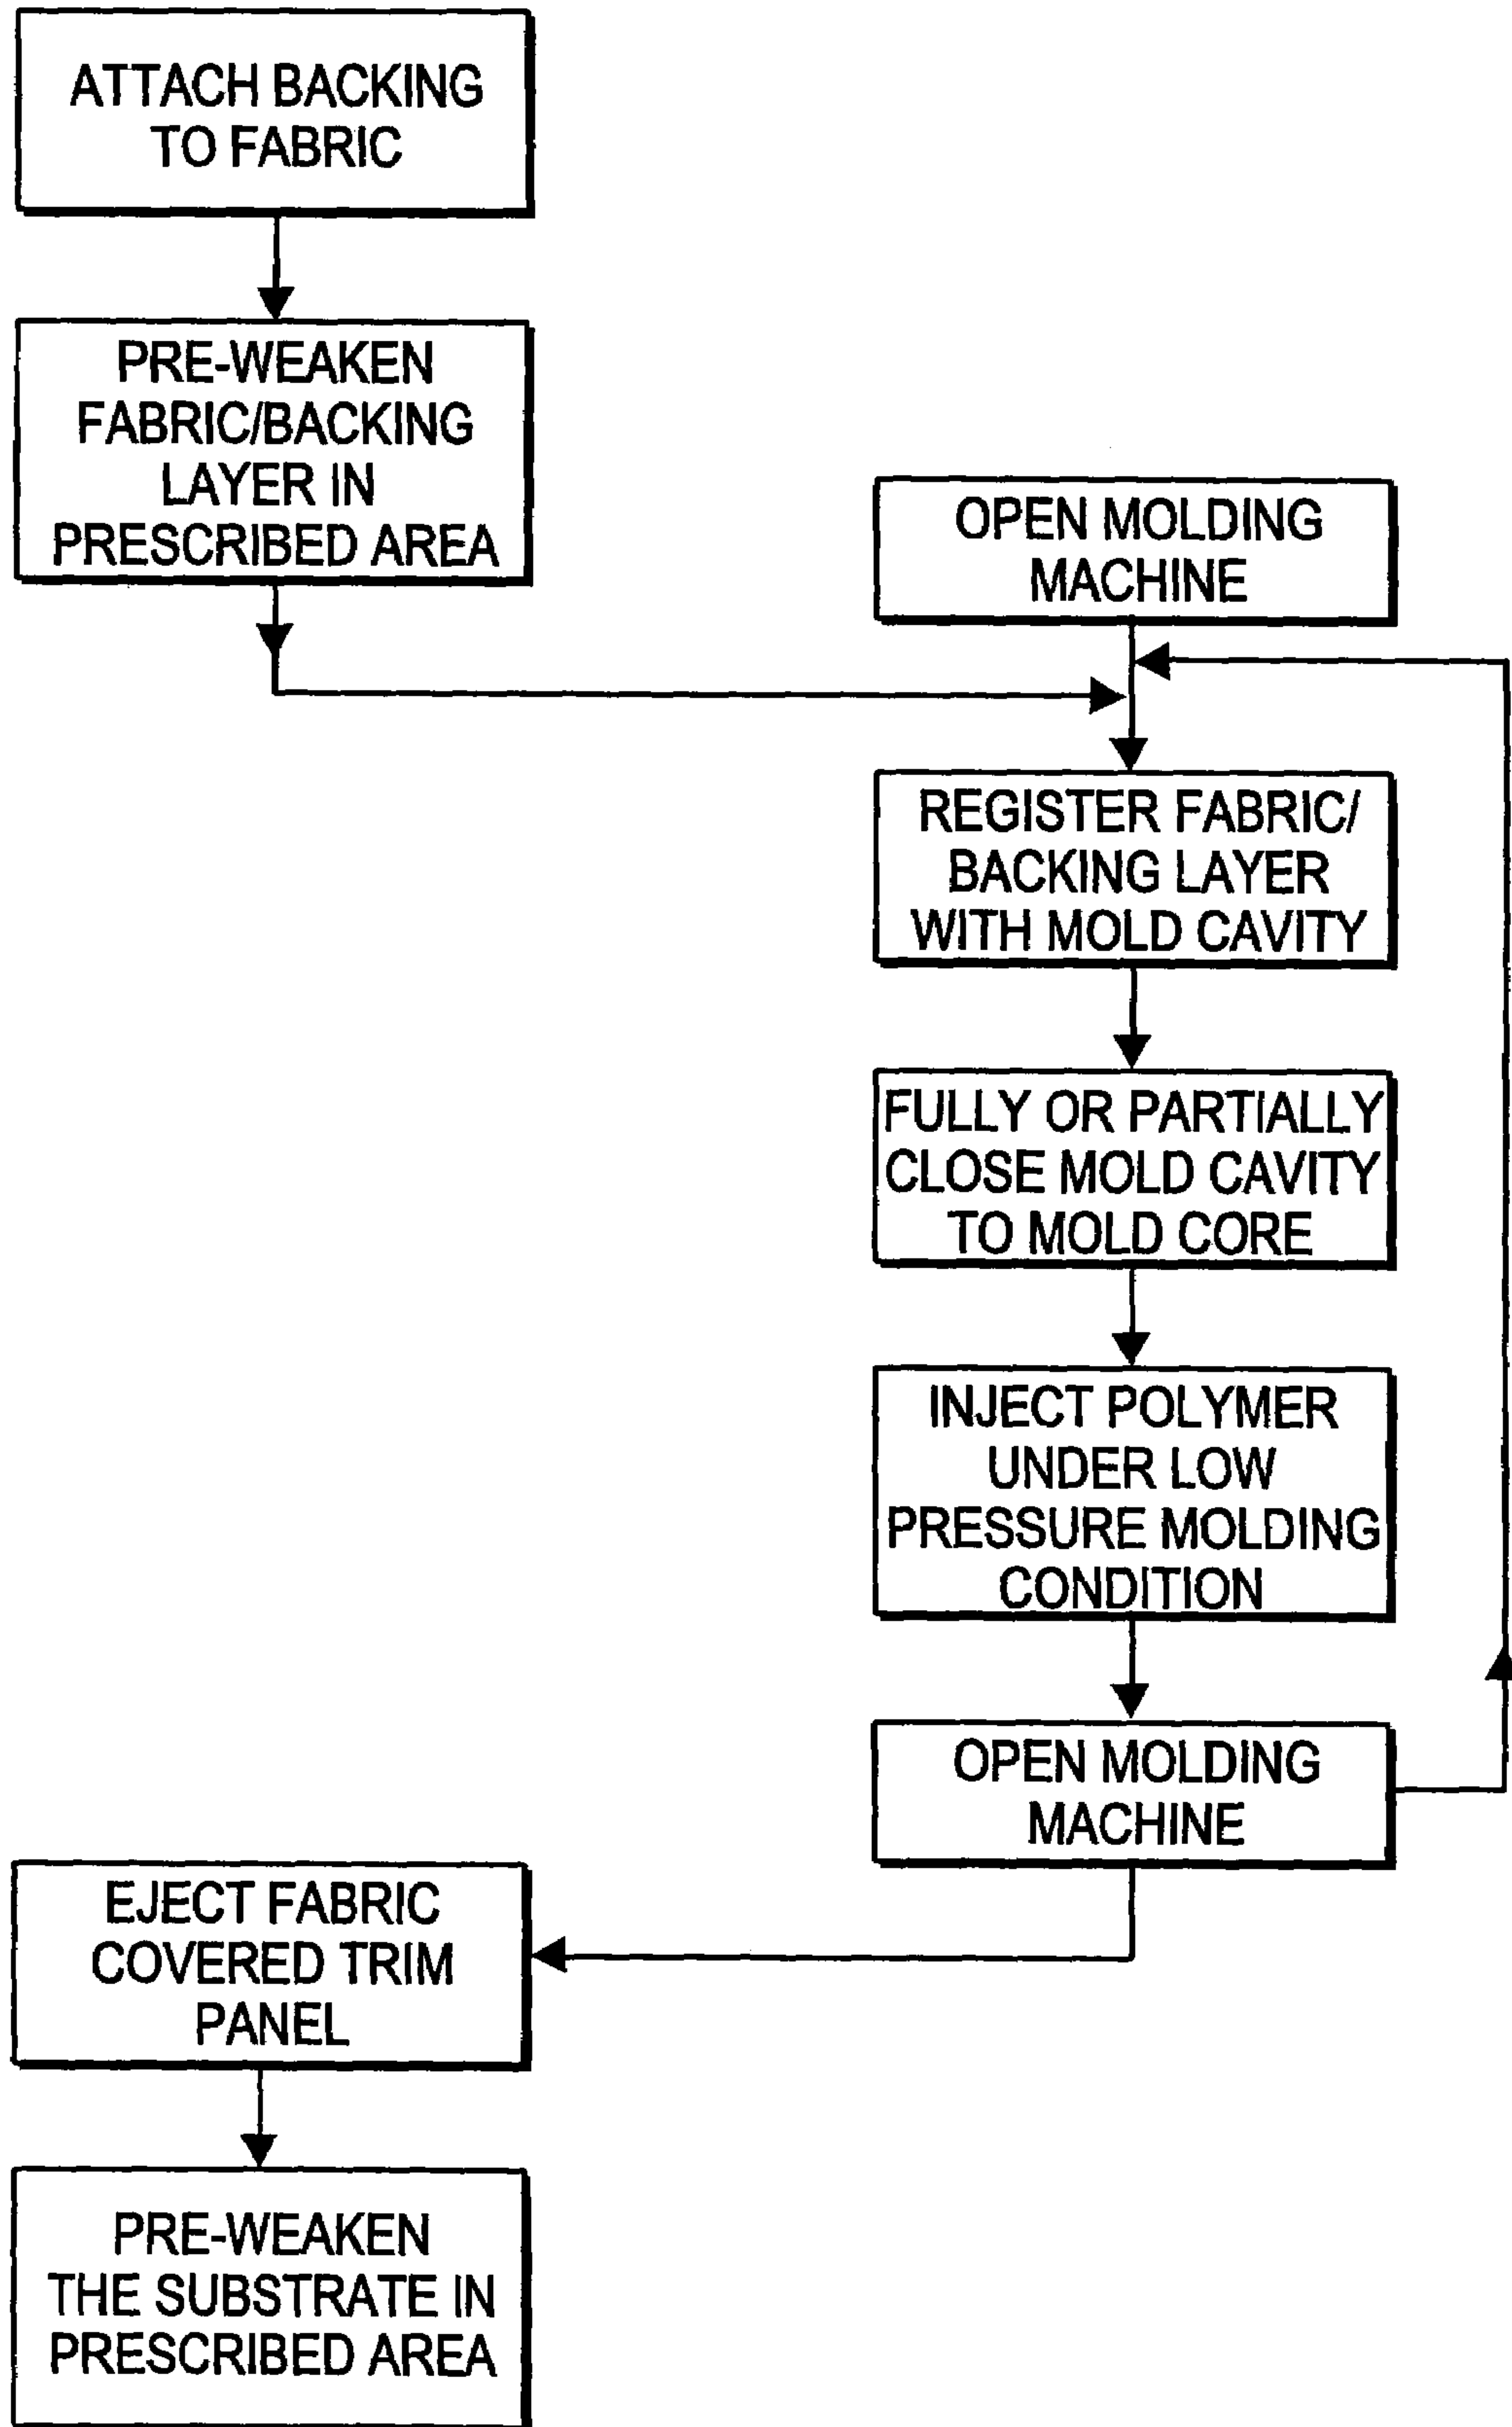 ATTACH BACKING
TO FABRIC
PRE-WEAKEN
FABRIC/BACKING
LAYER IN
PRESCRIBED AREA
OPEN MOLDING
MACHINE
REGISTER FABRIC/
BACKING LAYER
WITH MOLD CAVITY
FULLY OR PARTIALLY
CLOSE MOLD CAVITY
TO MOLD CORE
INJECT POLYMER
UNDER LOW
PRESSURE MOLDING
CONDITION
OPEN MOLDING
MACHINE
EJECT FABRIC
COVERED TRIM
PANEL
PRE-WEAKEN
THE SUBSTRATE IN
PRESCRIBED AREA